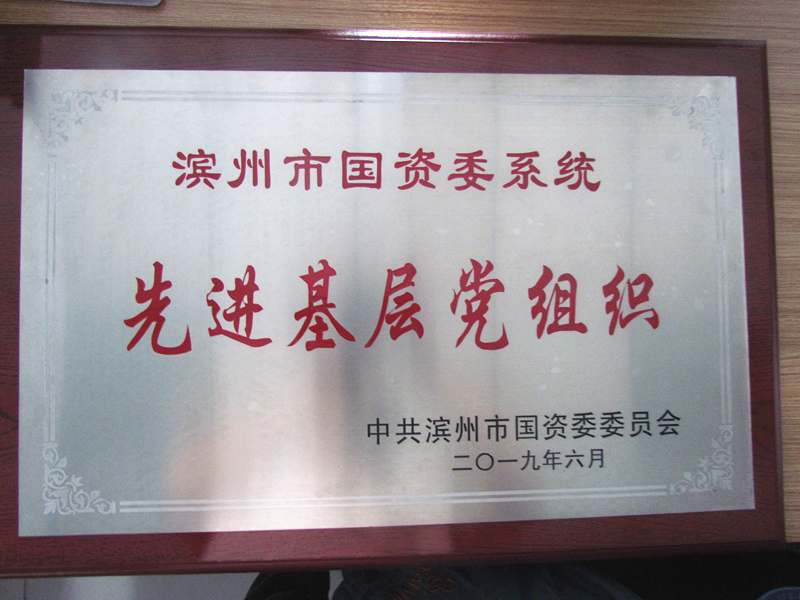 滨州市国资委系统
先进基层党组织
中共滨州市国资委委员会
二〇一九年六月